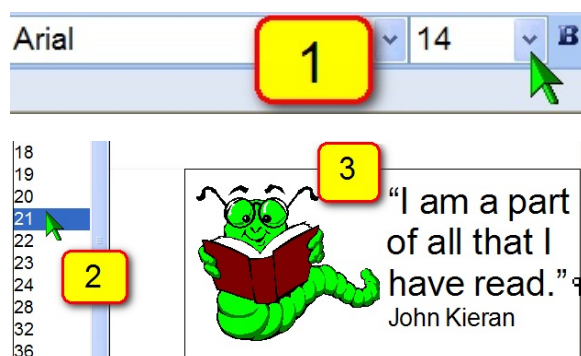 Arial
1
14
B
18
19
20
21
22
23
24
28
32
36
2
3
“I am a part
of all that I
have read.” ¶
John Kieran